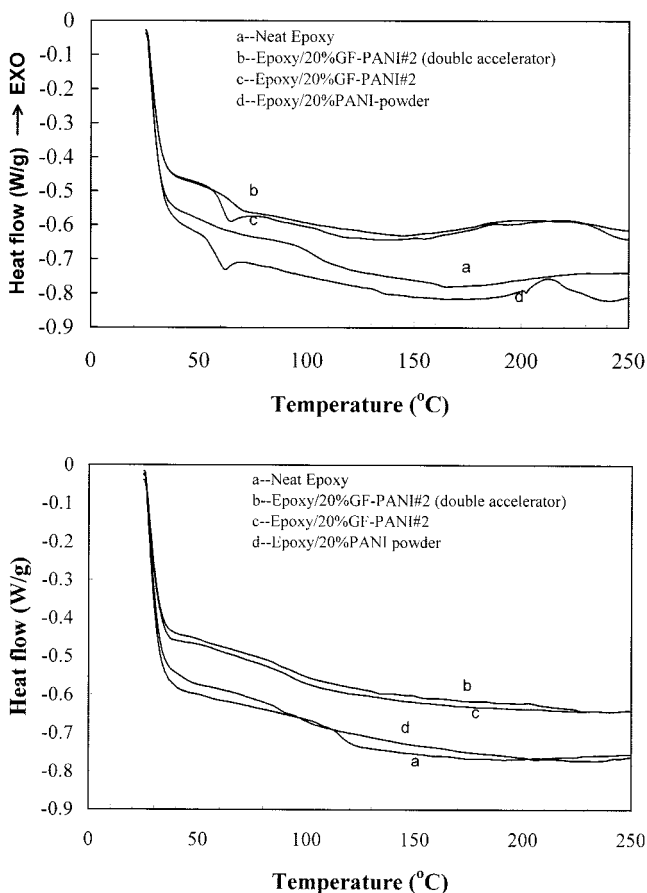 Heat flow (W/g) → EXO
0
-0.1
-0.2
-0.3
-0.4
-0.5
-0.6
-0.7
-0.8
-0.9
a--Neat Epoxy
b--Epoxy/20%GF-PANI#2 (double accelerator)
c--Epoxy/20%GF-PANI#2
d--Epoxy/20%PANI-powder
b
c
a
d
0 50 100 150 200 250
Temperature (°C)
Heat flow (W/g)
0
-0.1
-0.2
-0.3
-0.4
-0.5
-0.6
-0.7
-0.8
-0.9
a--Neat Epoxy
b--Epoxy/20%GF-PANI#2 (double accelerator)
c--Epoxy/20%GF-PANI#2
d--Epoxy/20%PANI powder
b
c
d
a
0 50 100 150 200 250
Temperature (°C)